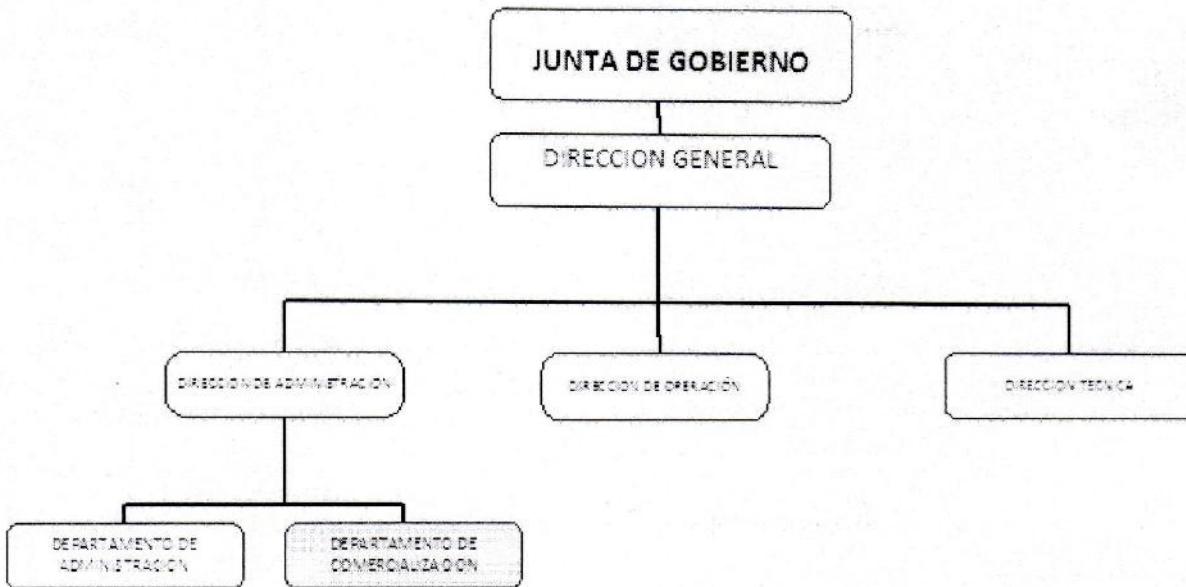 JUNTA DE GOBIERNO
DIRECCION GENERAL
DIRECCION DE ADMINISTRACION
DIRECCION DE OPERACIÓN
DIRECCION TECNICA
DEPARTAMENTO DE
ADMINISTRACION
DEPARTAMENTO DE
COMERCIALIZACION